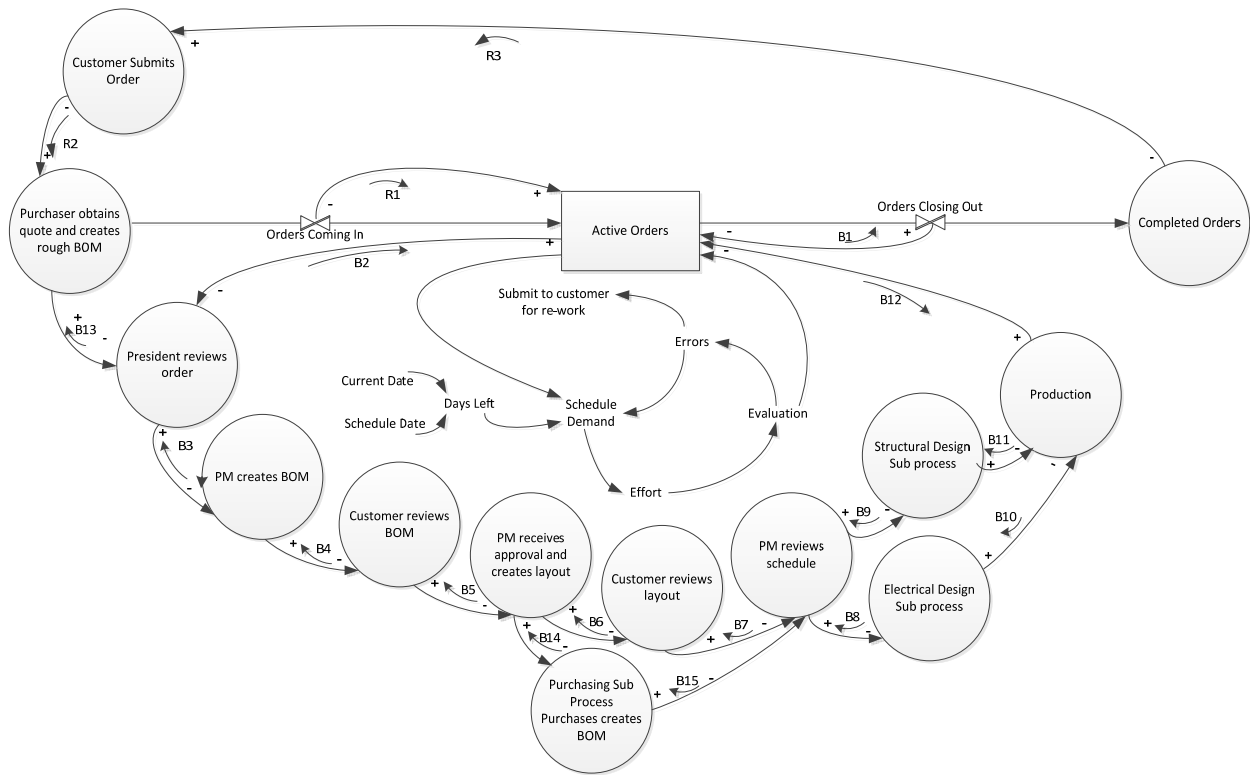 Customer Submits
Order
+
R3
-
R2
+
-
Purchaser obtains
quote and creates
rough BOM
R1
-
+
Orders Coming In
Active Orders
Orders Closing Out
-
B1
+
Completed Orders
B2
+
-
-
B12
+
Submit to customer
for re-work
Errors
+
B13
-
President reviews
order
Current Date
Days Left
Schedule Date
Schedule
Demand
Evaluation
Effort
Production
+
B3
-
PM creates BOM
Structural Design
Sub process
B11
-
+
-
Customer reviews
BOM
+
B4
-
PM receives
approval and
creates layout
+
B5
-
Customer reviews
layout
+
B6
-
PM reviews
schedule
+
B9
-
B10
+
Electrical Design
Sub process
+
B8
-
+
B7
-
+
B14
-
Purchasing Sub
Process
Purchases creates
BOM
+
B15
-